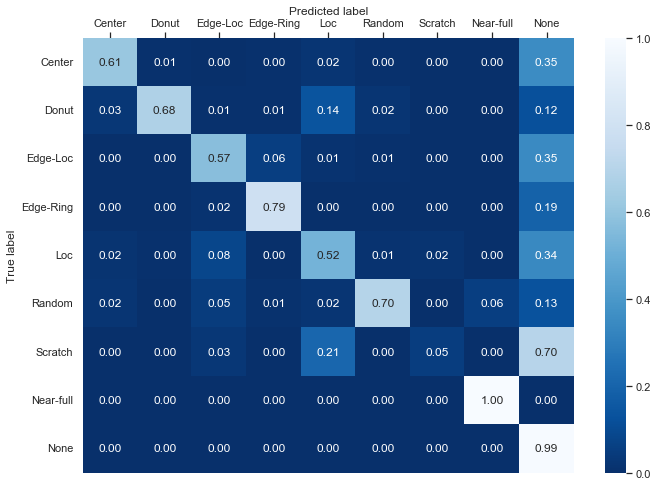 Predicted label
Center Donut Edge-Loc Edge-Ring Loc Random Scratch Near-full None
Center 0.61 0.01 0.00 0.00 0.02 0.00 0.00 0.00 0.35
Donut 0.03 0.68 0.01 0.01 0.14 0.02 0.00 0.00 0.12
Edge-Loc 0.00 0.00 0.57 0.06 0.01 0.01 0.00 0.00 0.35
Edge-Ring 0.00 0.00 0.02 0.79 0.00 0.00 0.00 0.00 0.19
Loc 0.02 0.00 0.08 0.00 0.52 0.01 0.02 0.00 0.34
Random 0.02 0.00 0.05 0.01 0.02 0.70 0.00 0.06 0.13
Scratch 0.00 0.00 0.03 0.00 0.21 0.00 0.05 0.00 0.70
Near-full 0.00 0.00 0.00 0.00 0.00 0.00 0.00 1.00 0.00
None 0.00 0.00 0.00 0.00 0.00 0.00 0.00 0.00 0.99
True label
1.0
0.8
0.6
0.4
0.2
0.0